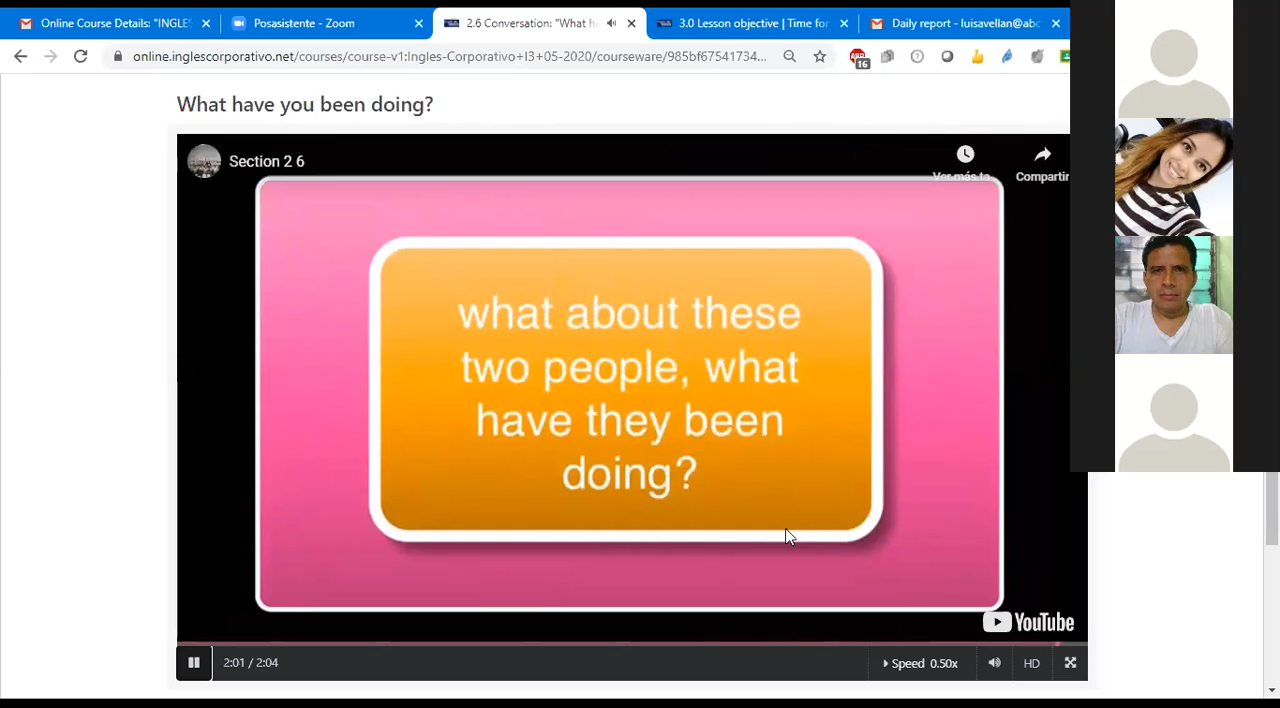 Online Course Details: "INGLES
Posasistente - Zoom
2.6 Conversation: "What ha
3.0 Lesson objective | Time for
Daily report - luisavellan@abc
online.inglescorporativo.net/courses/course-v1:Ingles-Corporativo+I3+05-2020/courseware/985bf67541734...
16
What have you been doing?
Section 2 6
Ver más ta
Compartir
what about these
two people, what
have they been
doing?
YouTube
2:01 / 2:04
Speed 0.50x
HD